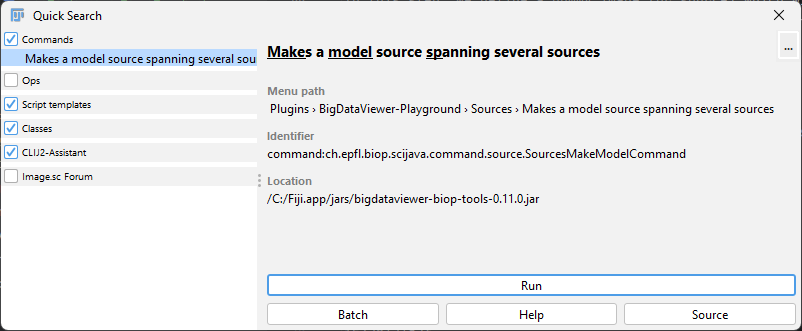 Quick Search
Commands
Makes a model source spanning several sou
Ops
Script templates
Classes
CLIJ2-Assistant
Image.sc Forum
Makes a model source spanning several sources
...
Menu path
Plugins › BigDataViewer-Playground › Sources › Makes a model source spanning several sources
Identifier
command:ch.epfl.biop.scijava.command.source.SourcesMakeModelCommand
Location
/C:/Fiji.app/jars/bigdataviewer-biop-tools-0.11.0.jar
Run
Batch
Help
Source